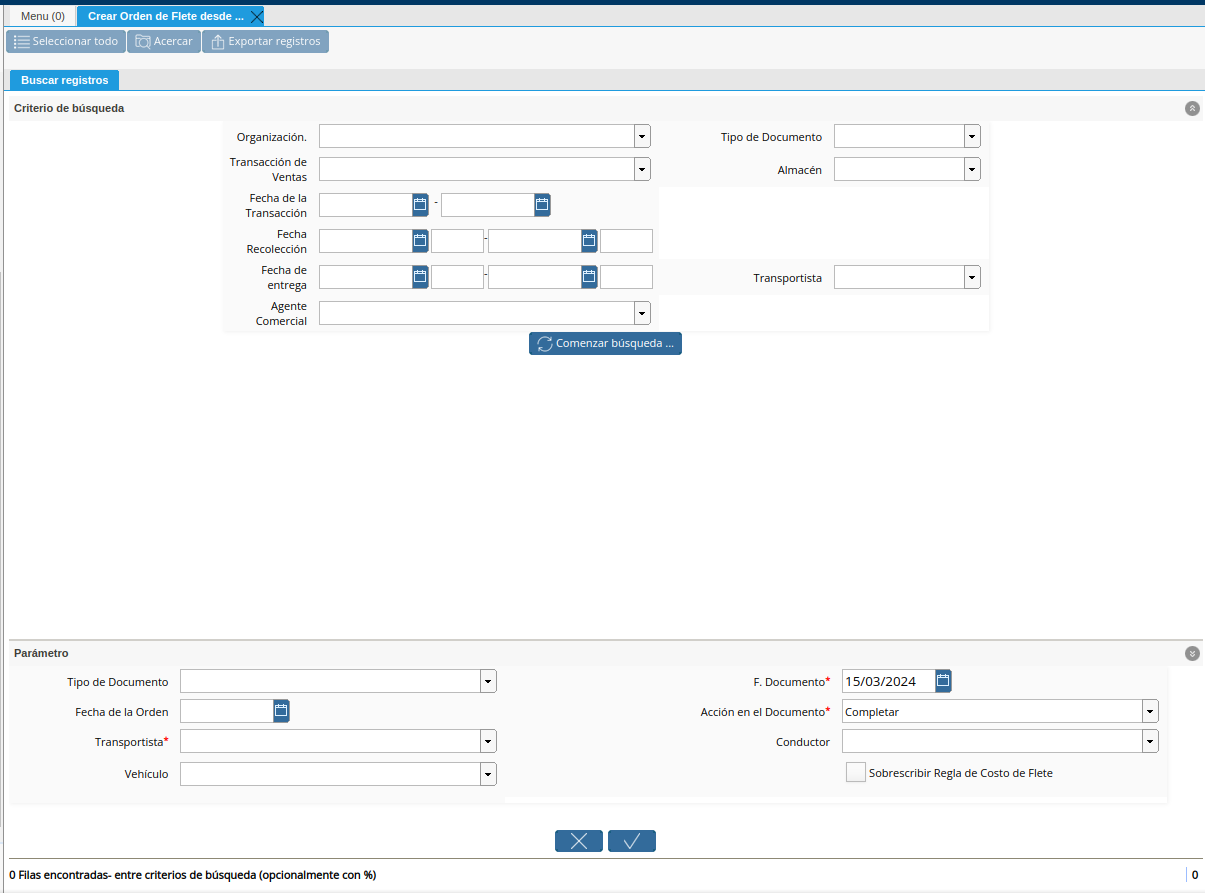 Menu (0)
Crear Orden de Flete desde ...
Seleccionar todo
Acercar
Exportar registros
Buscar registros
Criterio de búsqueda
Organización.
Tipo de Documento
Transacción de
Ventas
Almacén
Fecha de la
Transacción
-
Fecha
Recolección
-
Fecha de
entrega
-
Transportista
Agente
Comercial
Comenzar búsqueda ...
Parámetro
Tipo de Documento
F. Documento*
15/03/2024
Fecha de la Orden
Acción en el Documento*
Completar
Transportista*
Conductor
Vehículo
Sobrescribir Regla de Costo de Flete
0 Filas encontradas- entre criterios de búsqueda (opcionalmente con %)
0